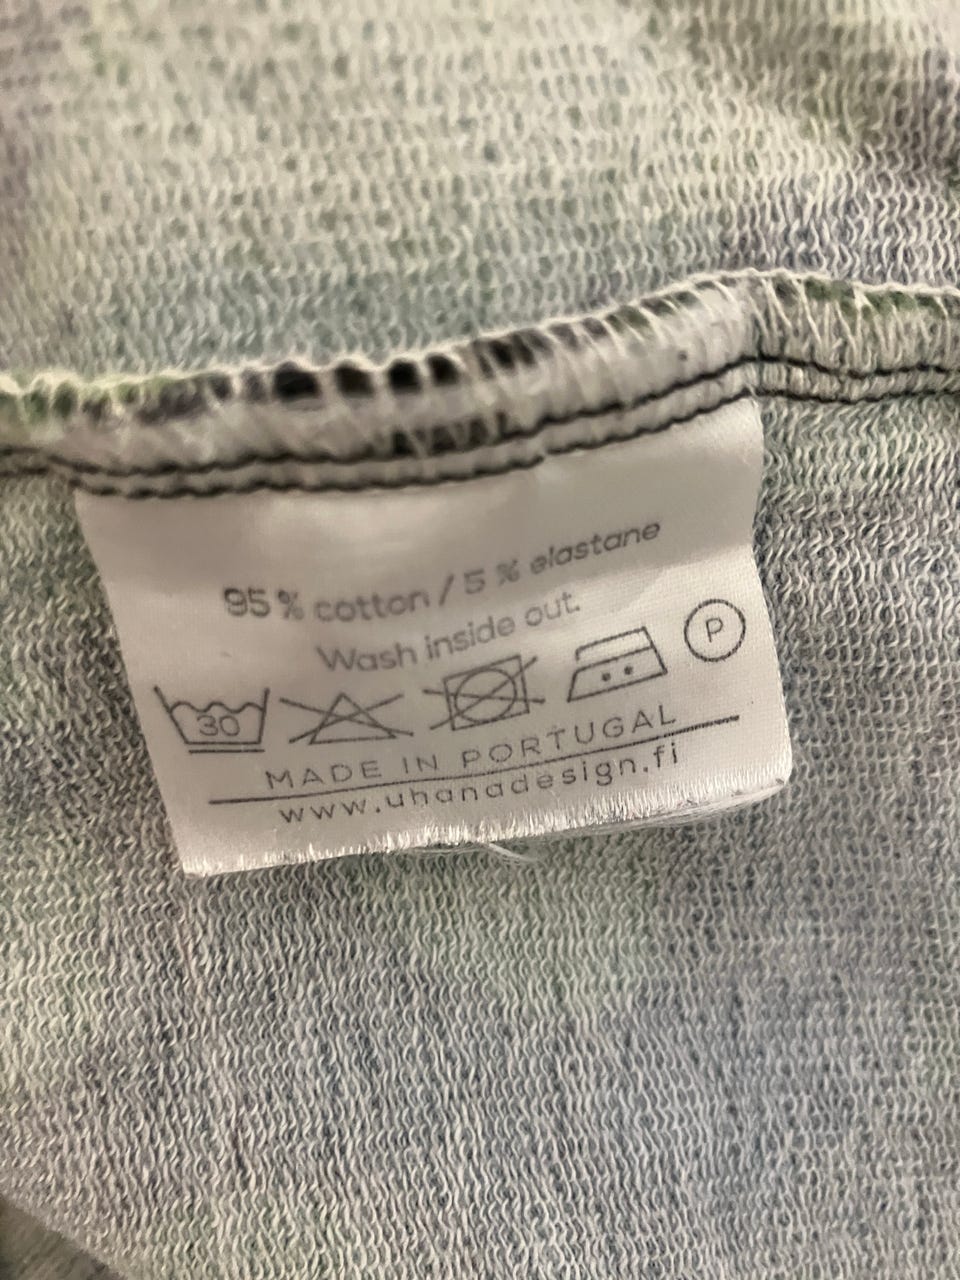 95 % cotton / 5 % elastane
Wash inside out.
30 P
MADE IN PORTUGAL
www.uhanadesign.fi